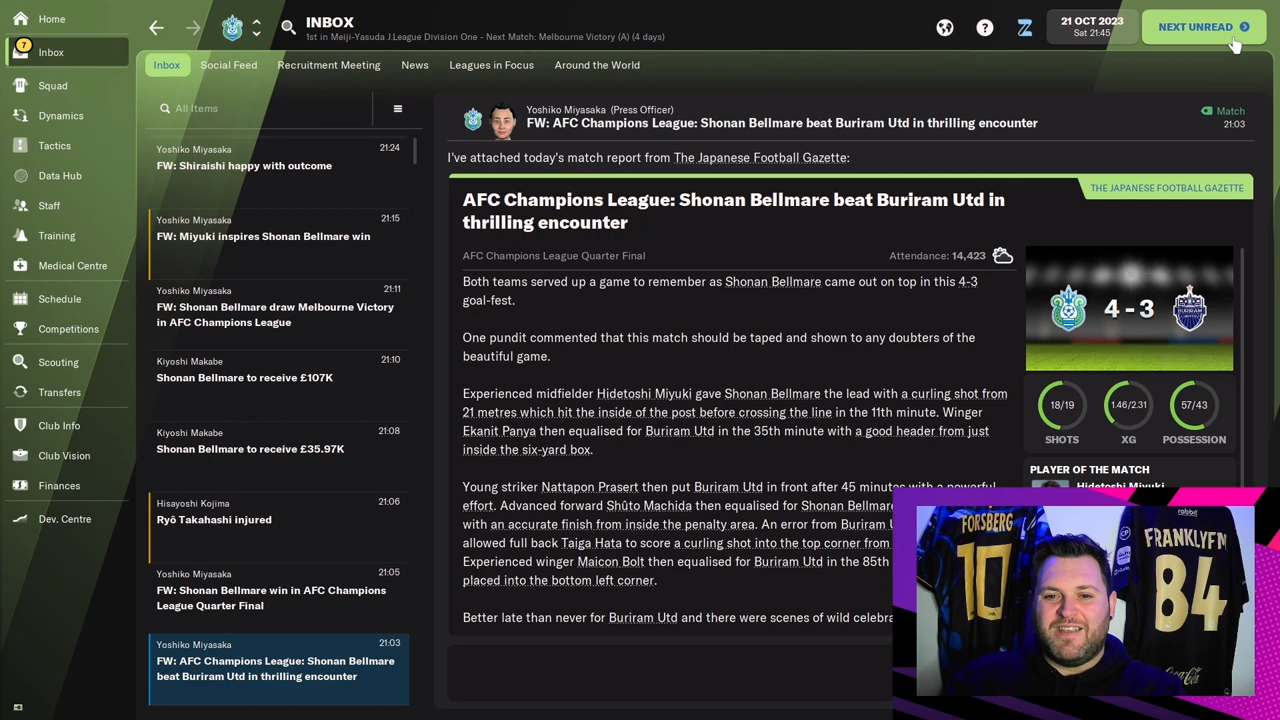 Home
7
Inbox
Squad
Dynamics
Tactics
Data Hub
Staff
Training
Medical Centre
Schedule
Competitions
Scouting
Transfers
Club Info
Club Vision
Finances
Dev. Centre
INBOX
1st in Meiji-Yasuda J.League Division One - Next Match: Melbourne Victory (A) (4 days)
21 OCT 2023
Sat 21:45
NEXT UNREAD
Inbox
Social Feed
Recruitment Meeting
News
Leagues in Focus
Around the World
All Items
Yoshiko Miyasaka 21:24
FW: Shiraishi happy with outcome
Yoshiko Miyasaka 21:15
FW: Miyuki inspires Shonan Bellmare win
Yoshiko Miyasaka 21:11
FW: Shonan Bellmare draw Melbourne Victory
in AFC Champions League
Kiyoshi Makabe 21:10
Shonan Bellmare to receive £107K
Kiyoshi Makabe 21:08
Shonan Bellmare to receive £35.97K
Hisayoshi Kojima 21:06
Ryō Takahashi injured
Yoshiko Miyasaka 21:05
FW: Shonan Bellmare win in AFC Champions
League Quarter Final
Yoshiko Miyasaka 21:03
FW: AFC Champions League: Shonan Bellmare
beat Buriram Utd in thrilling encounter
Yoshiko Miyasaka (Press Officer)
FW: AFC Champions League: Shonan Bellmare beat Buriram Utd in thrilling encounter
Match
21:03
I've attached today's match report from The Japanese Football Gazette:
THE JAPANESE FOOTBALL GAZETTE
AFC Champions League: Shonan Bellmare beat Buriram Utd in
thrilling encounter
AFC Champions League Quarter Final
Attendance: 14,423
Both teams served up a game to remember as Shonan Bellmare came out on top in this 4-3
goal-fest.
One pundit commented that this match should be taped and shown to any doubters of the
beautiful game.
Experienced midfielder Hidetoshi Miyuki gave Shonan Bellmare the lead with a curling shot from
21 metres which hit the inside of the post before crossing the line in the 11th minute. Winger
Ekanit Panya then equalised for Buriram Utd in the 35th minute with a good header from just
inside the six-yard box.
Young striker Nattapon Prasert then put Buriram Utd in front after 45 minutes with a powerful
effort. Advanced forward Shûto Machida then equalised for Shonan Bellmare
with an accurate finish from inside the penalty area. An error from Buriram U
allowed full back Taiga Hata to score a curling shot into the top corner from
Experienced winger Maicon Bolt then equalised for Buriram Utd in the 85th
placed into the bottom left corner.
Better late than never for Buriram Utd and there were scenes of wild celebra
4 - 3
18/19
1.46/2.31
57/43
SHOTS
XG
POSSESSION
PLAYER OF THE MATCH
Hidetoshi Miyuki
FORSBERG
10
rabbit
CP
FRANKLYFM
84
Coca-Cola